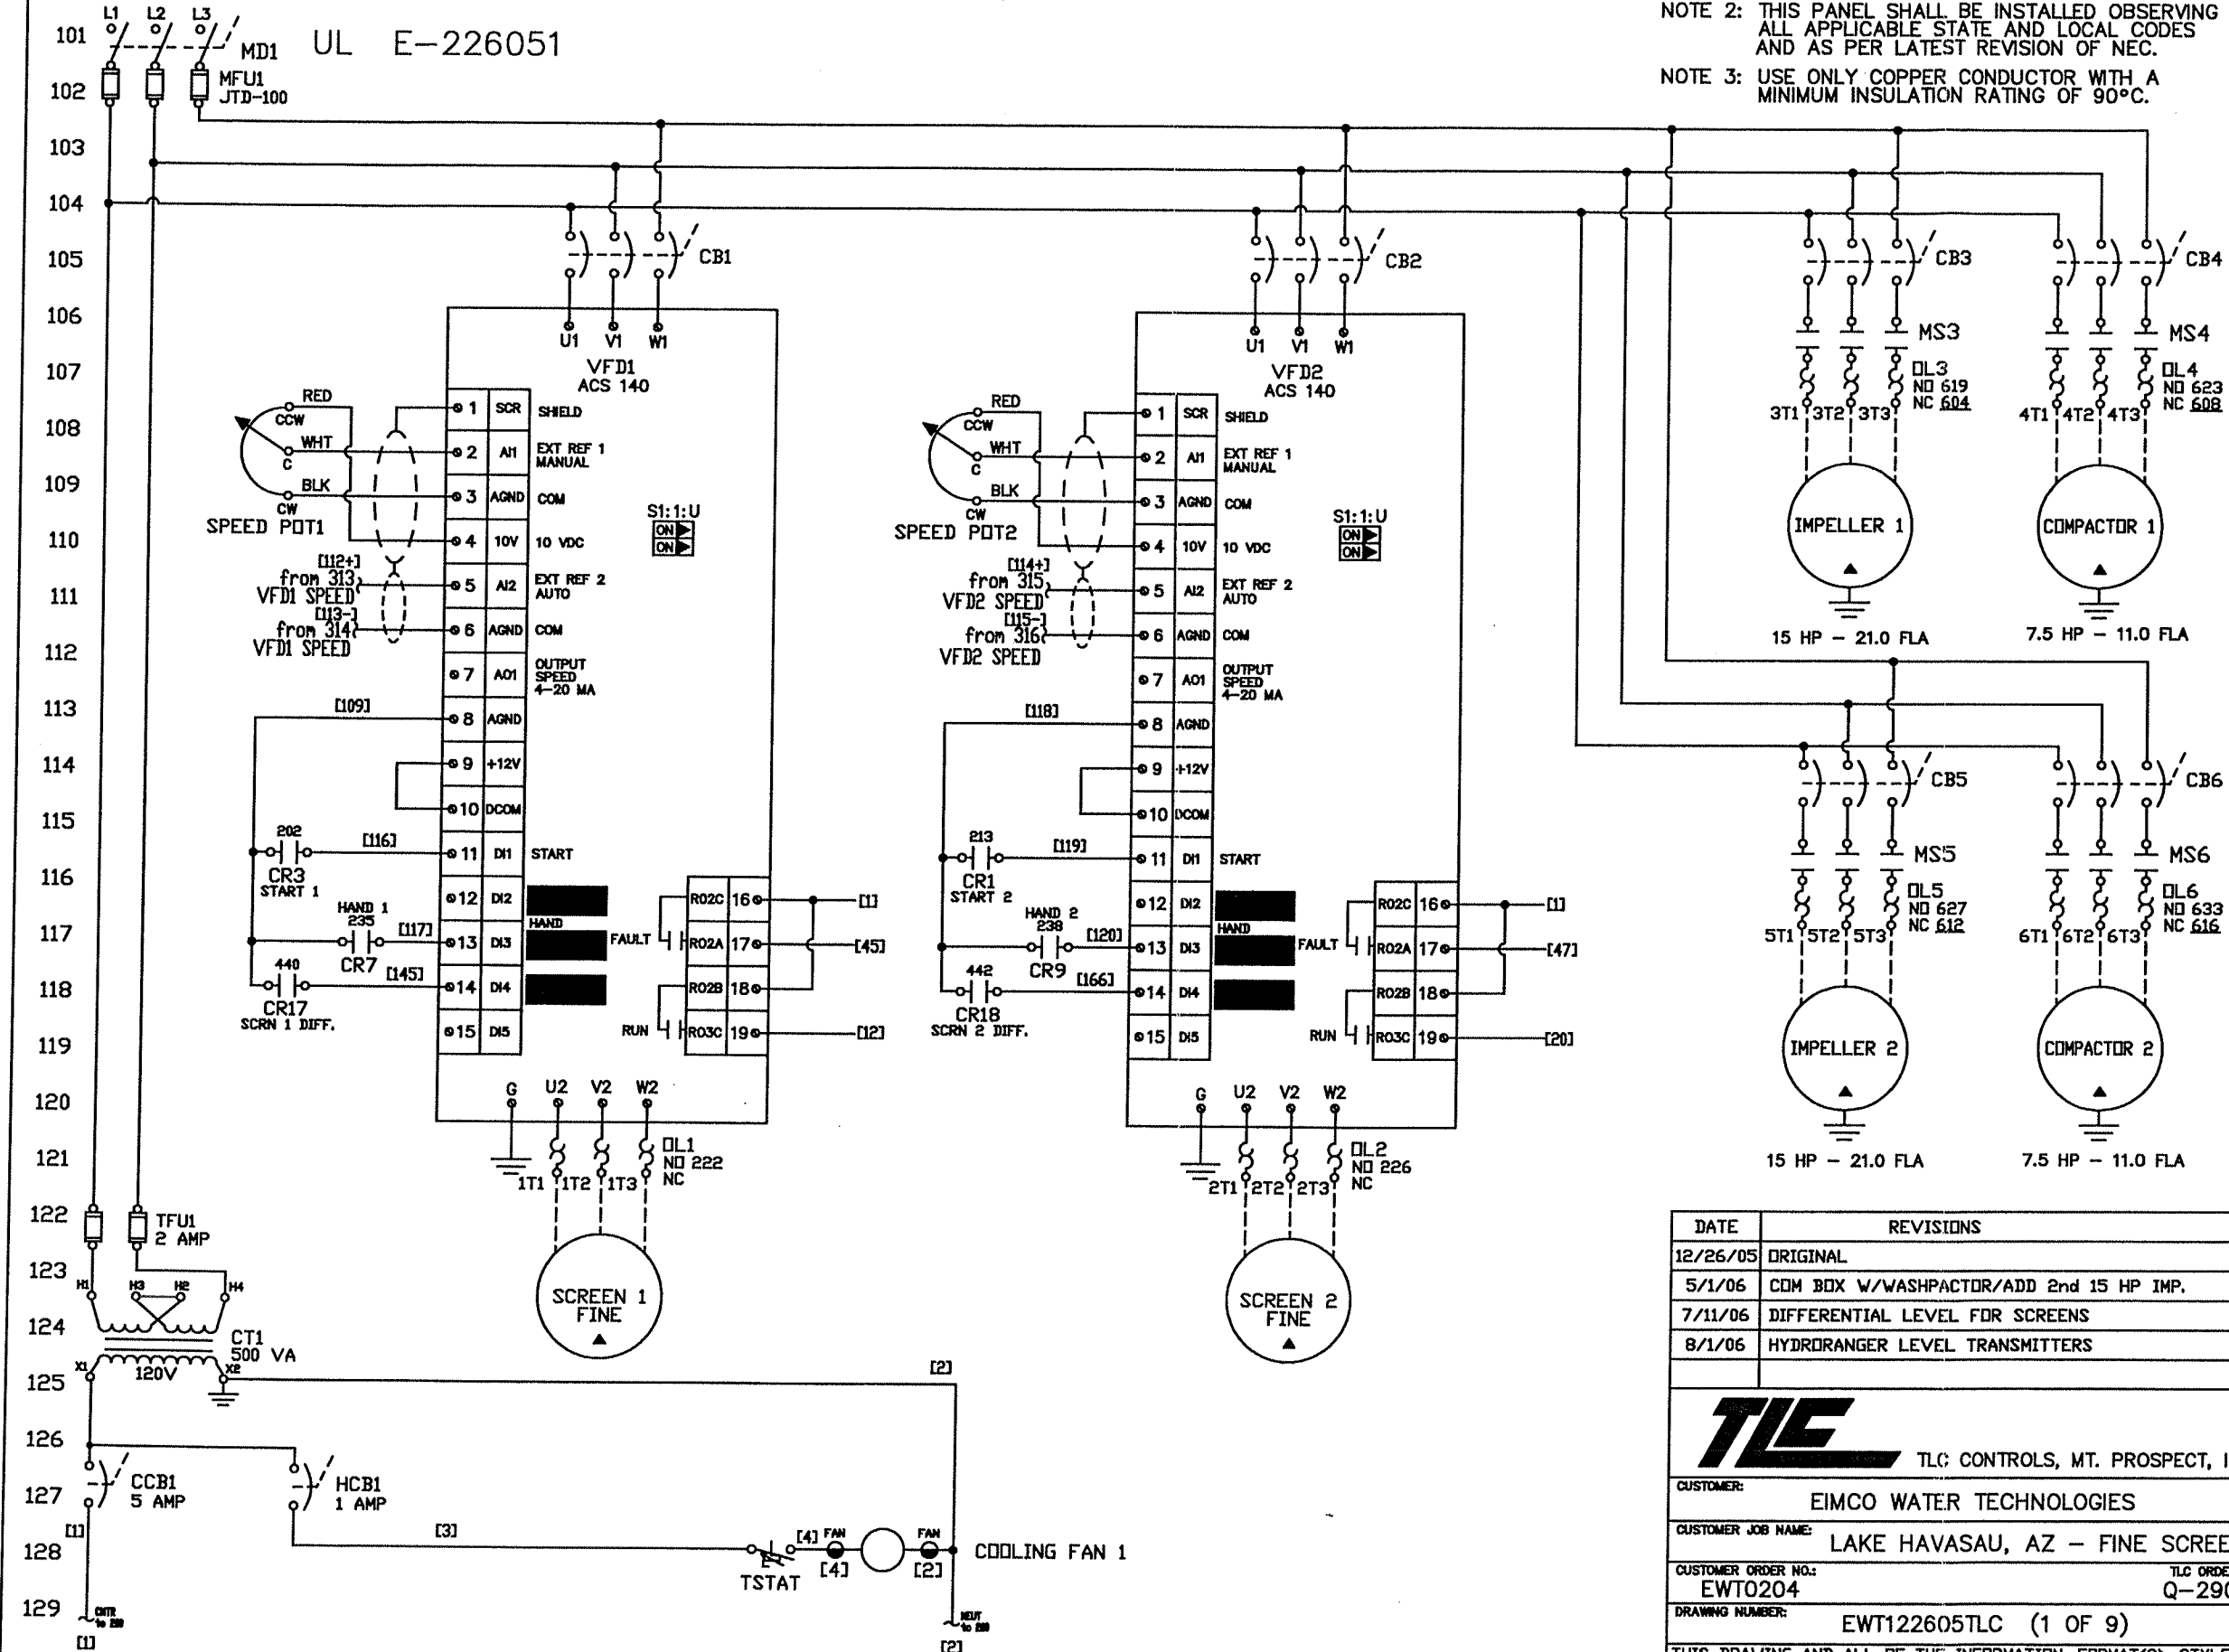 L1 L2 L3
101
MD1
UL E-226051
102
MFU1
JTD-100
NOTE 2: THIS PANEL SHALL BE INSTALLED OBSERVING
ALL APPLICABLE STATE AND LOCAL CODES
AND AS PER LATEST REVISION OF NEC.
NOTE 3: USE ONLY COPPER CONDUCTOR WITH A
MINIMUM INSULATION RATING OF 90°C.
103
104
105
106
107
108
109
110
111
112
113
114
115
116
117
118
119
120
121
122
123
124
125
126
127
128
129
CB1
U1 V1 W1
VFD1
ACS 140
RED
CCW
WHT
C
BLK
CW
SPEED POT1
1 SCR SHIELD
2 AI1 EXT REF 1
MANUAL
3 AGND COM
4 10V 10 VDC
S1:1:U
ON
ON
[112+]
from 313
VFD1 SPEED
[113-]
from 314
VFD1 SPEED
5 AI2 EXT REF 2
AUTO
6 AGND COM
7 AO1 OUTPUT
SPEED
4-20 MA
[109]
8 AGND
9 +12V
10 DCOM
202
[116]
CR3
START 1
11 DI1 START
12 DI2
HAND 1
235
[117]
CR7
HAND
13 DI3
440
[145]
CR17
SCRN 1 DIFF.
14 DI4
15 DI5
FAULT
RO2C 16 [1]
RO2A 17 [45]
RO2B 18
RUN
RO3C 19 [12]
G U2 V2 W2
OL1
NO 222
NC
1T1 1T2 1T3
SCREEN 1
FINE
CB2
U1 V1 W1
VFD2
ACS 140
RED
CCW
WHT
C
BLK
CW
SPEED POT2
1 SCR SHIELD
2 AI1 EXT REF 1
MANUAL
3 AGND COM
4 10V 10 VDC
S1:1:U
ON
ON
[114+]
from 315
VFD2 SPEED
[115-]
from 316
VFD2 SPEED
5 AI2 EXT REF 2
AUTO
6 AGND COM
7 AO1 OUTPUT
SPEED
4-20 MA
[118]
8 AGND
9 +12V
10 DCOM
213
[119]
CR1
START 2
11 DI1 START
12 DI2
HAND 2
238
[120]
CR9
HAND
13 DI3
442
[166]
CR18
SCRN 2 DIFF.
14 DI4
15 DI5
FAULT
RO2C 16 [1]
RO2A 17 [47]
RO2B 18
RUN
RO3C 19 [20]
G U2 V2 W2
OL2
NO 226
NC
2T1 2T2 2T3
SCREEN 2
FINE
CB3
MS3
OL3
NO 619
NC 604
3T1 3T2 3T3
IMPELLER 1
15 HP - 21.0 FLA
CB4
MS4
OL4
NO 623
NC 608
4T1 4T2 4T3
COMPACTOR 1
7.5 HP - 11.0 FLA
CB5
MS5
OL5
NO 627
NC 612
5T1 5T2 5T3
IMPELLER 2
15 HP - 21.0 FLA
CB6
MS6
OL6
NO 633
NC 616
6T1 6T2 6T3
COMPACTOR 2
7.5 HP - 11.0 FLA
TFU1
2 AMP
H1 H3 H2 H4
CT1
500 VA
X1 120V X2
[2]
CCB1
5 AMP
HCB1
1 AMP
[1]
[3]
TSTAT
[4] FAN
[4]
FAN
[2]
COOLING FAN 1
[1]
NEUT
[2]
DATE REVISIONS
12/26/05 ORIGINAL
5/1/06 COM BOX W/WASHPACTOR/ADD 2nd 15 HP IMP.
7/11/06 DIFFERENTIAL LEVEL FOR SCREENS
8/1/06 HYDRORANGER LEVEL TRANSMITTERS
TLC
TLC CONTROLS, MT. PROSPECT, I
CUSTOMER:
EIMCO WATER TECHNOLOGIES
CUSTOMER JOB NAME:
LAKE HAVASAU, AZ - FINE SCREE
CUSTOMER ORDER NO.: TLC ORDE
EWT0204 Q-290
DRAWING NUMBER:
EWT122605TLC (1 OF 9)